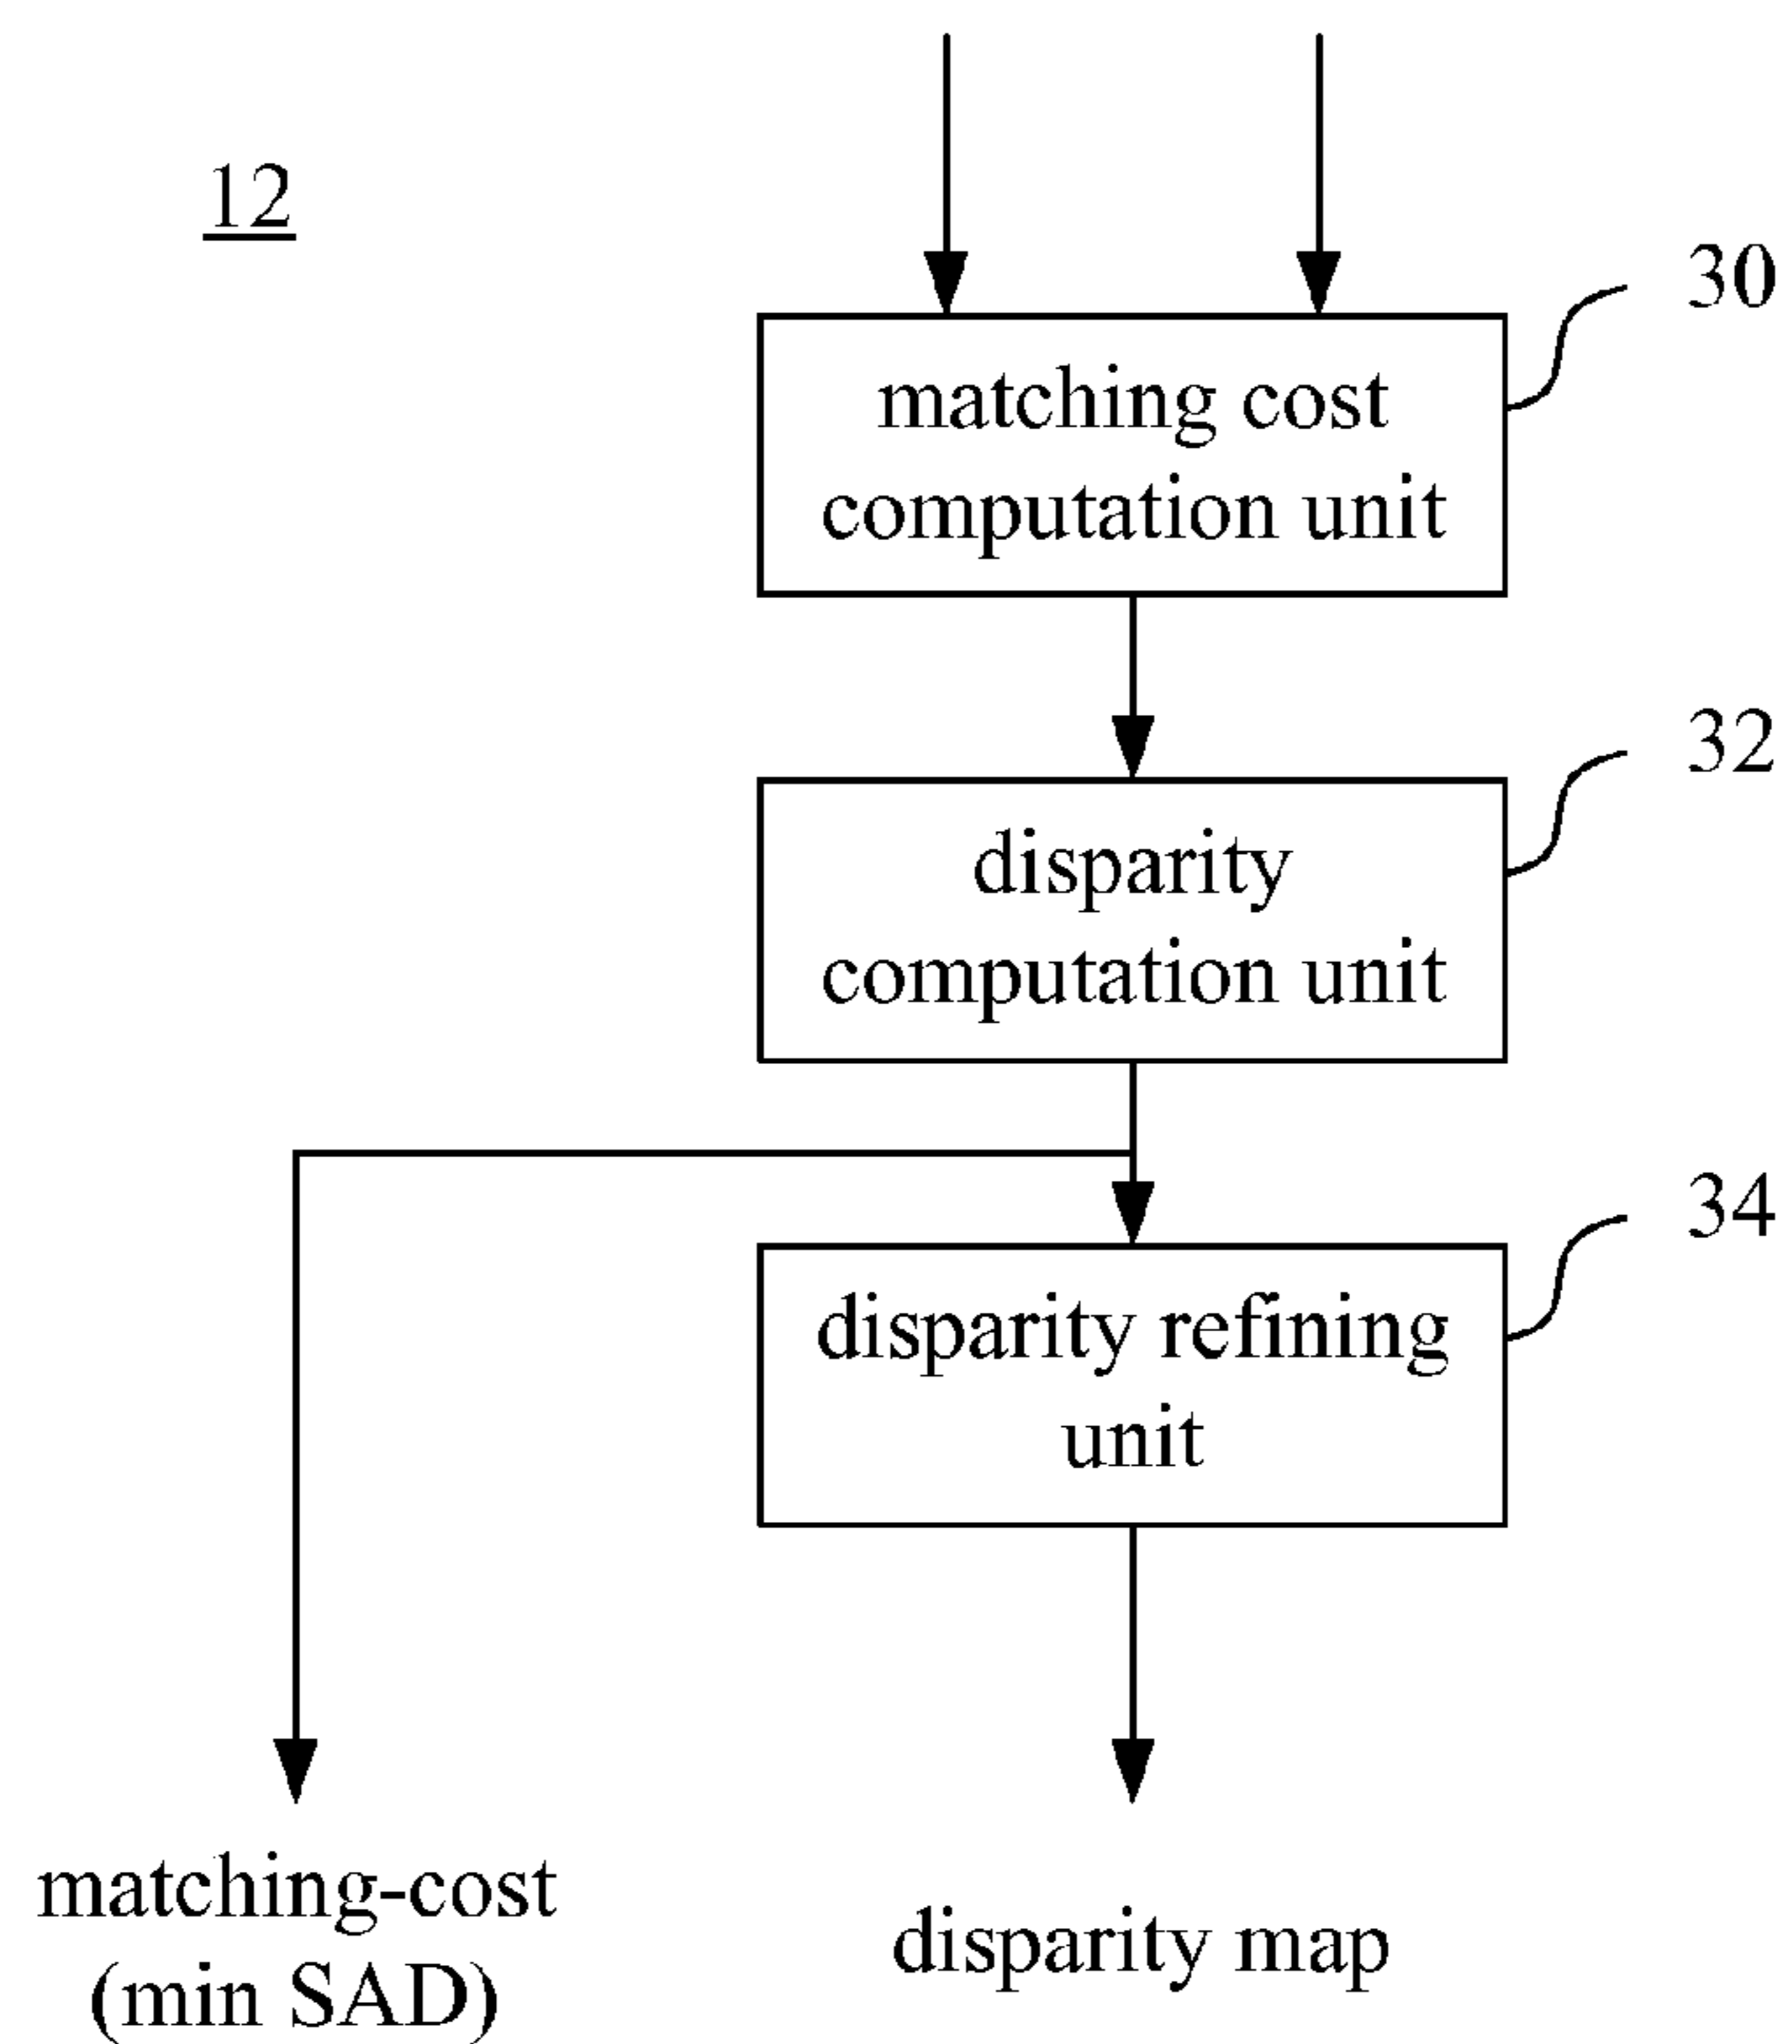 12
30
matching cost
computation unit
32
disparity
computation unit
34
disparity refining
unit
matching-cost
(min SAD)
disparity map